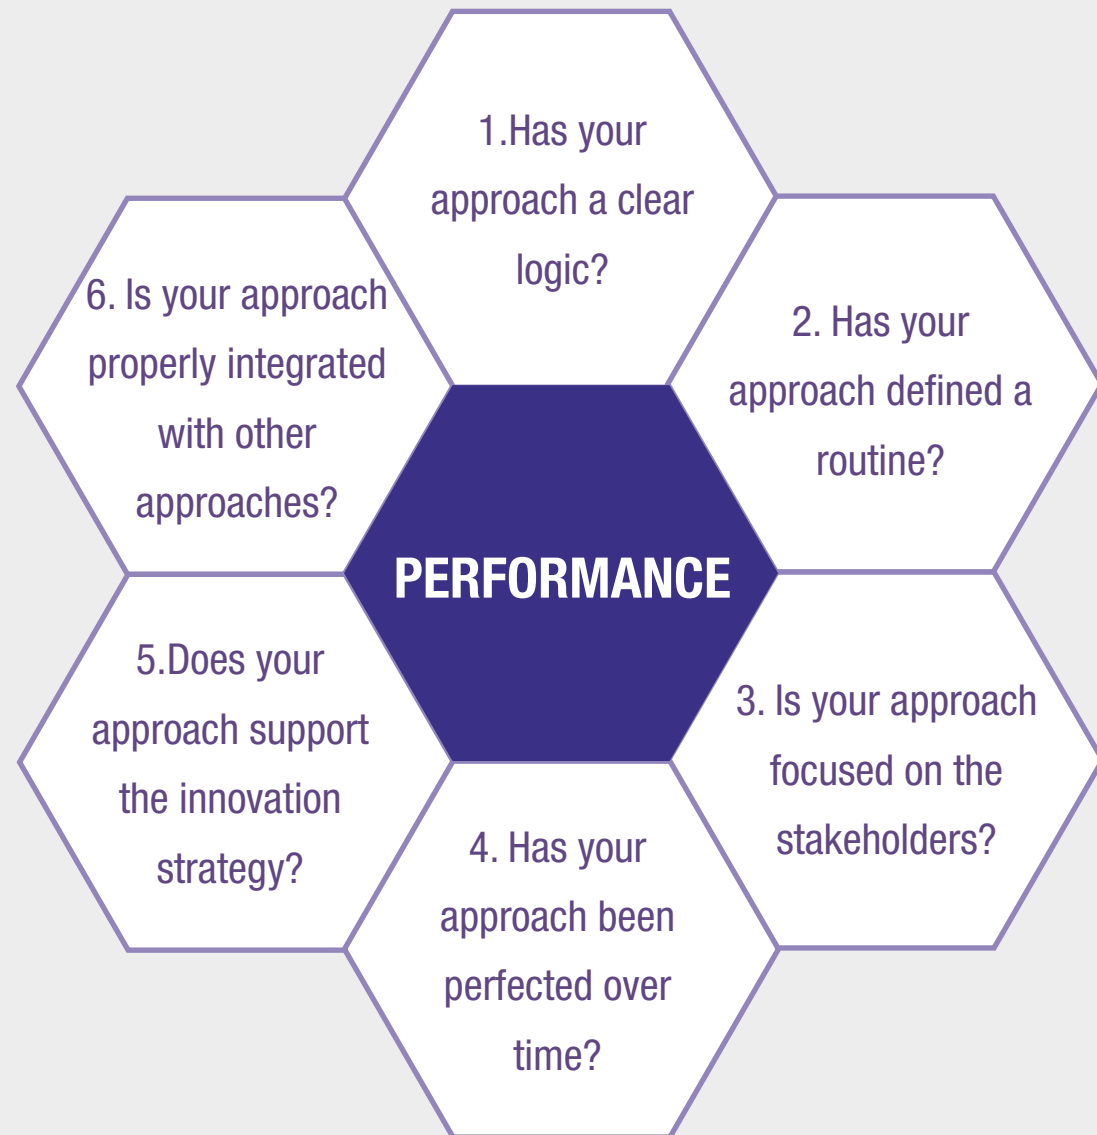 1.Has your
approach a clear
logic?
2. Has your
approach defined a
routine?
3. Is your approach
focused on the
stakeholders?
4. Has your
approach been
perfected over
time?
5.Does your
approach support
the innovation
strategy?
6. Is your approach
properly integrated
with other
approaches?
PERFORMANCE